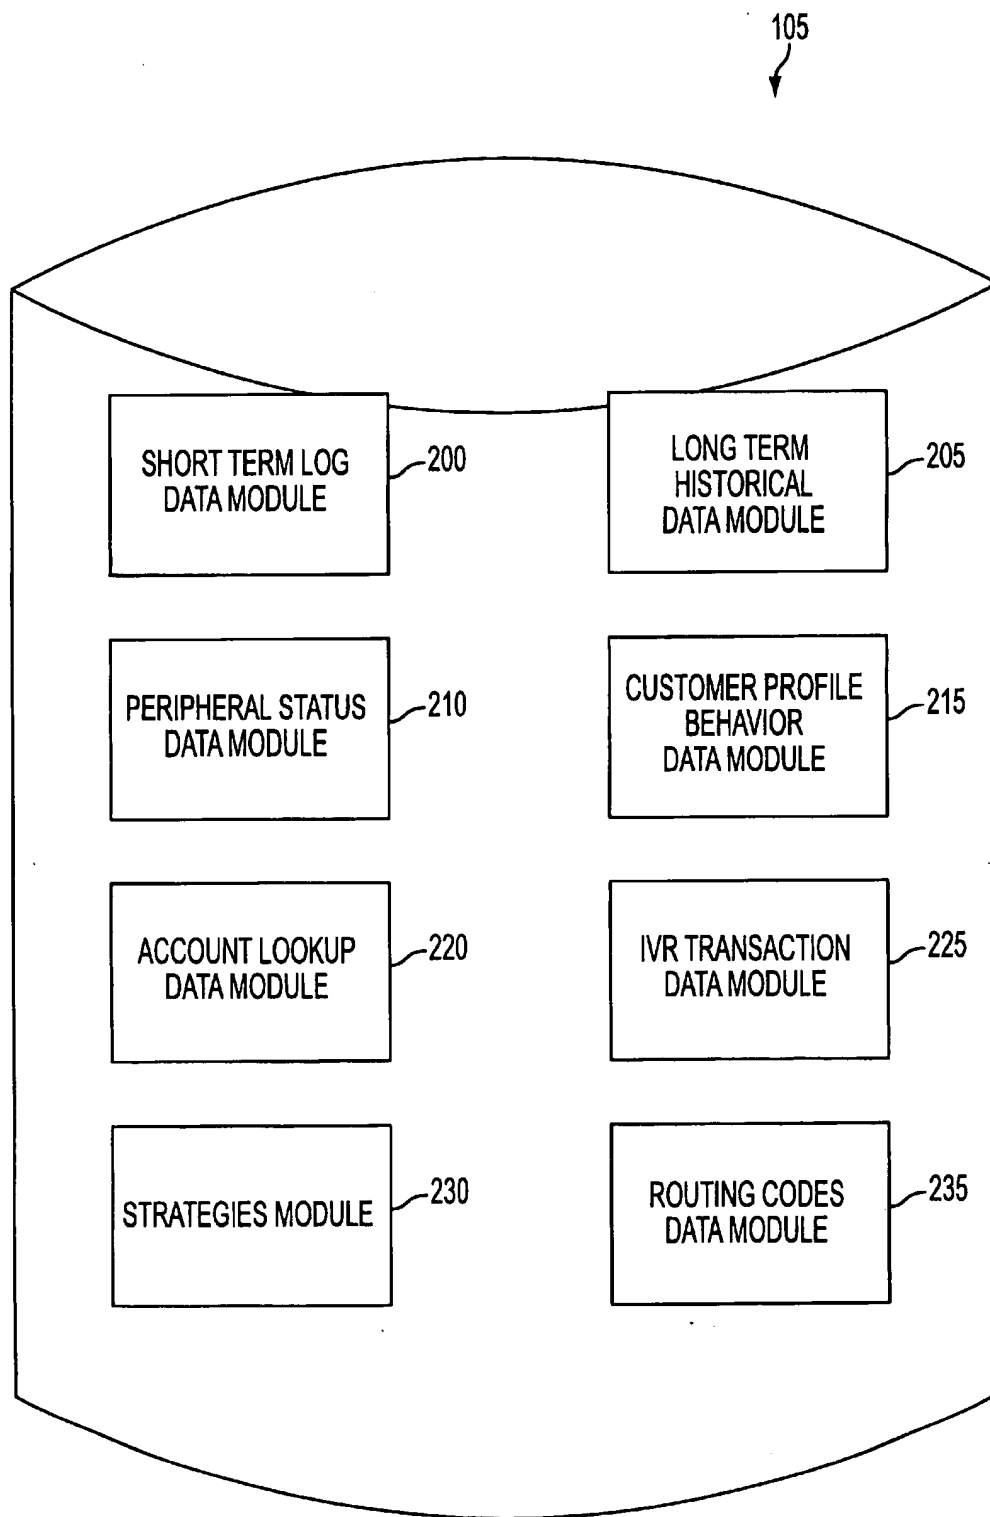 105
SHORT TERM LOG
DATA MODULE
200
LONG TERM
HISTORICAL
DATA MODULE
205
PERIPHERAL STATUS
DATA MODULE
210
CUSTOMER PROFILE
BEHAVIOR
DATA MODULE
215
ACCOUNT LOOKUP
DATA MODULE
220
IVR TRANSACTION
DATA MODULE
225
STRATEGIES MODULE
230
ROUTING CODES
DATA MODULE
235